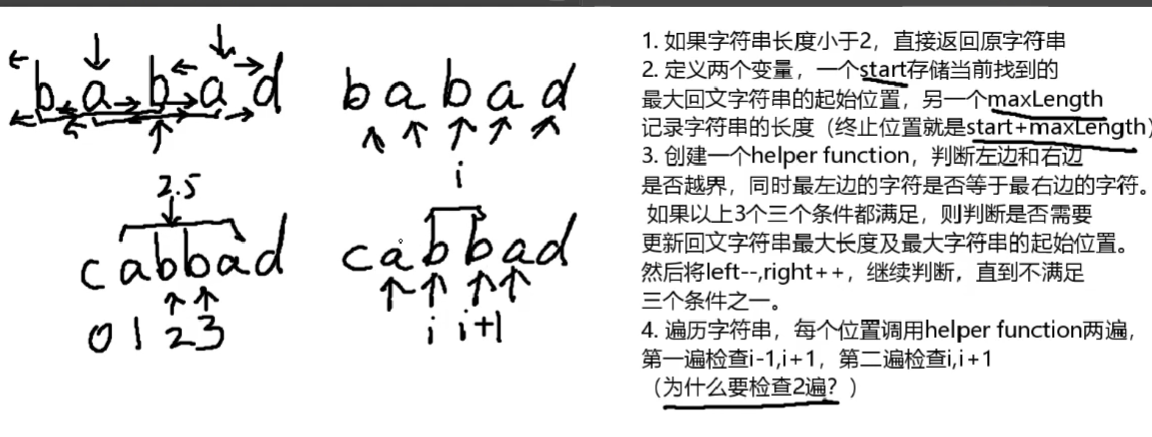 b a b a d
b a b a d
i
2.5
c a b b a d
0 1 2 3
c a b b a d
i i+1
1. 如果字符串长度小于2，直接返回原字符串
2. 定义两个变量，一个start存储当前找到的
最大回文字符串的起始位置，另一个maxLength
记录字符串的长度（终止位置就是start+maxLength）
3. 创建一个helper function，判断左边和右边
是否越界，同时最左边的字符是否等于最右边的字符。
如果以上3个三个条件都满足，则判断是否需要
更新回文字符串最大长度及最大字符串的起始位置。
然后将left--,right++，继续判断，直到不满足
三个条件之一。
4. 遍历字符串，每个位置调用helper function两遍，
第一遍检查i-1,i+1，第二遍检查i,i+1
（为什么要检查2遍？）